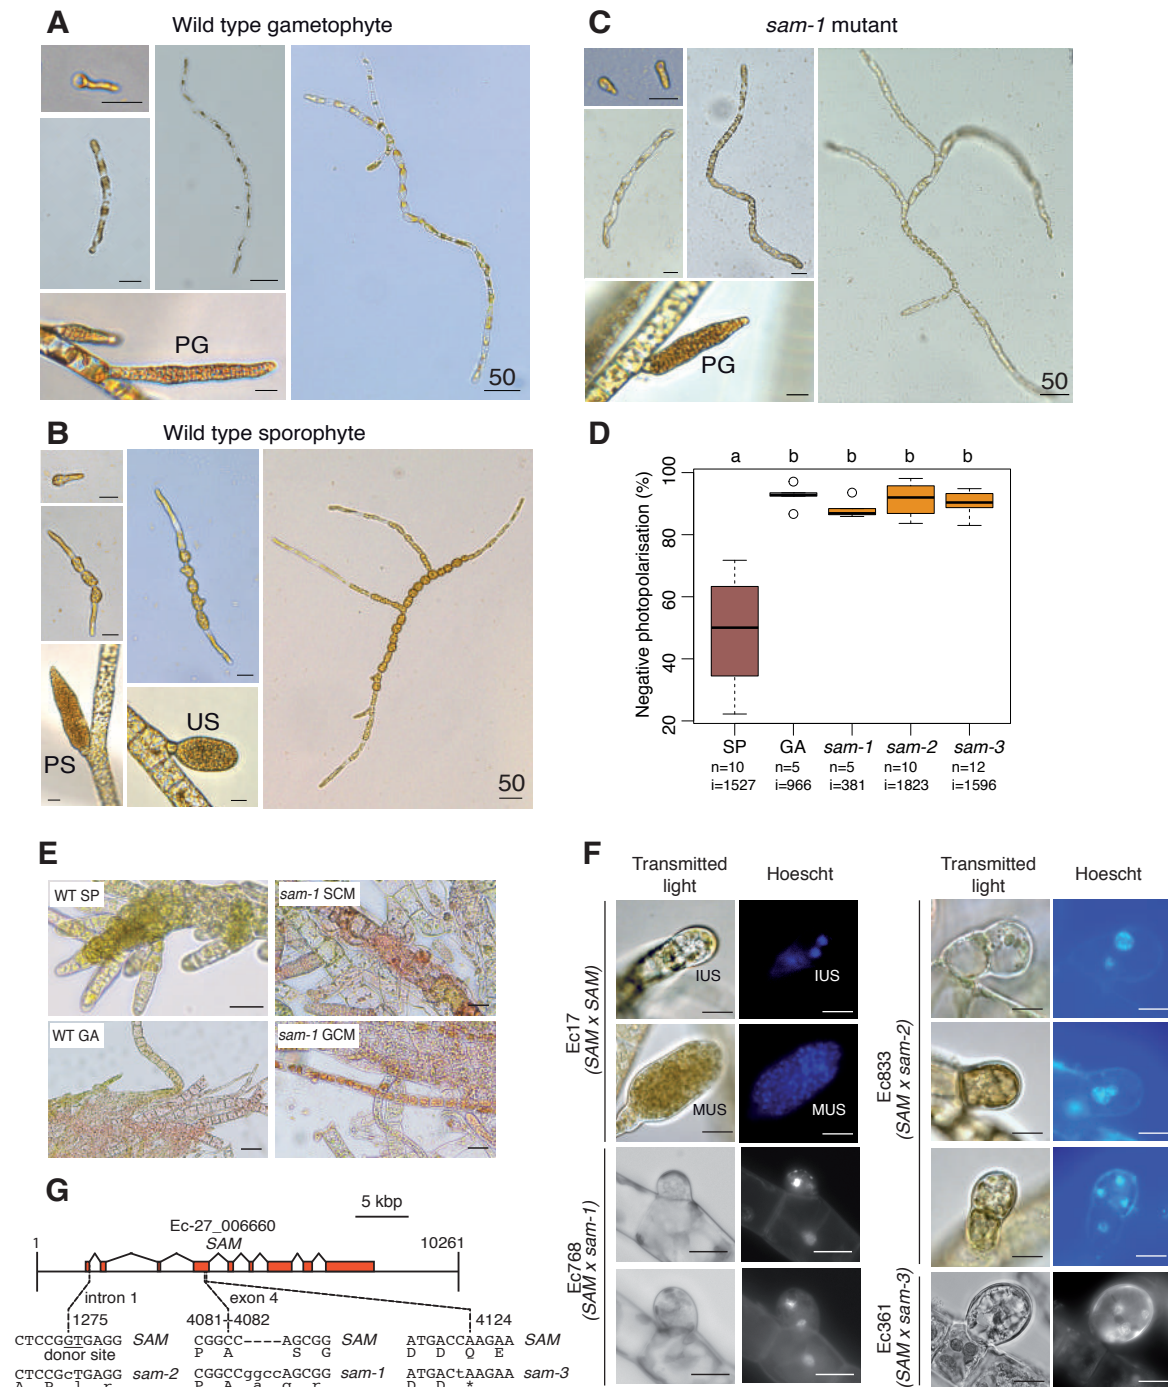 A
Wild type gametophyte
PG
50
B
Wild type sporophyte
PS
US
50
C
sam-1 mutant
PG
50
D
a b b b b
Negative photopolarisation (%)
100
80
60
40
20
SP GA sam-1 sam-2 sam-3
n=10 n=5 n=5 n=10 n=12
i=1527 i=966 i=381 i=1823 i=1596
E
WT SP
sam-1 SCM
WT GA
sam-1 GCM
F
Transmitted light
Hoescht
Transmitted light
Hoescht
Ec17
(SAM x SAM)
IUS
IUS
MUS
MUS
Ec768
(SAM x sam-1)
Ec833
(SAM x sam-2)
Ec361
(SAM x sam-3)
G
5 kbp
Ec-27_006660
1 SAM 10261
intron 1 exon 4
1275 4081 4082 4124
CTCCGGTGAGG SAM CGGCC----AGCGG SAM ATGACCAAGAA SAM
donor site P A S G D D Q E
CTCCGcTGAGG sam-2 CGGCCggccAGCGG sam-1 ATGACtAAGAA sam-3
A P l r P A a g r D D *